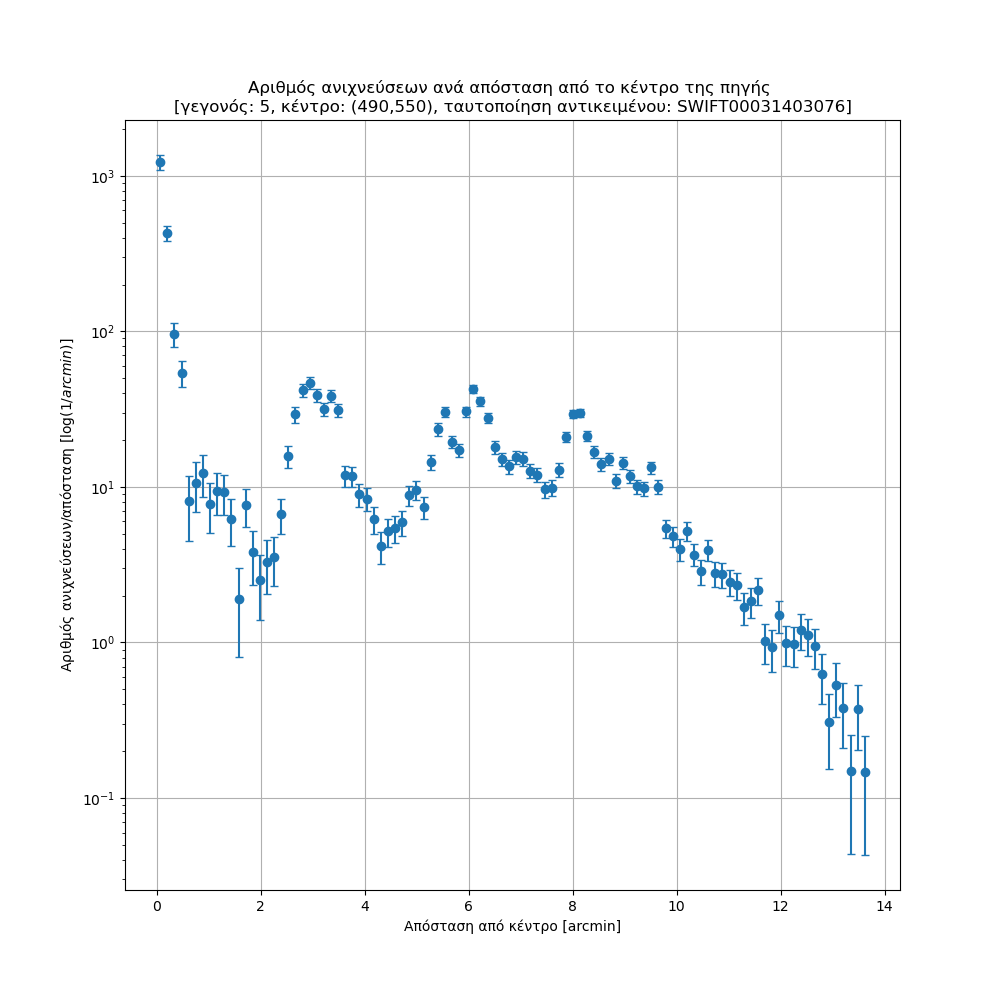 Αριθμός ανιχνεύσεων ανά απόσταση από το κέντρο της πηγής
[γεγονός: 5, κέντρο: (490,550), ταυτοποίηση αντικειμένου: SWIFT00031403076]
Αριθμός ανιχνεύσεων/απόσταση [log(1/arcmin)]
10³
10²
10¹
10⁰
10⁻¹
0 2 4 6 8 10 12 14
Απόσταση από κέντρο [arcmin]